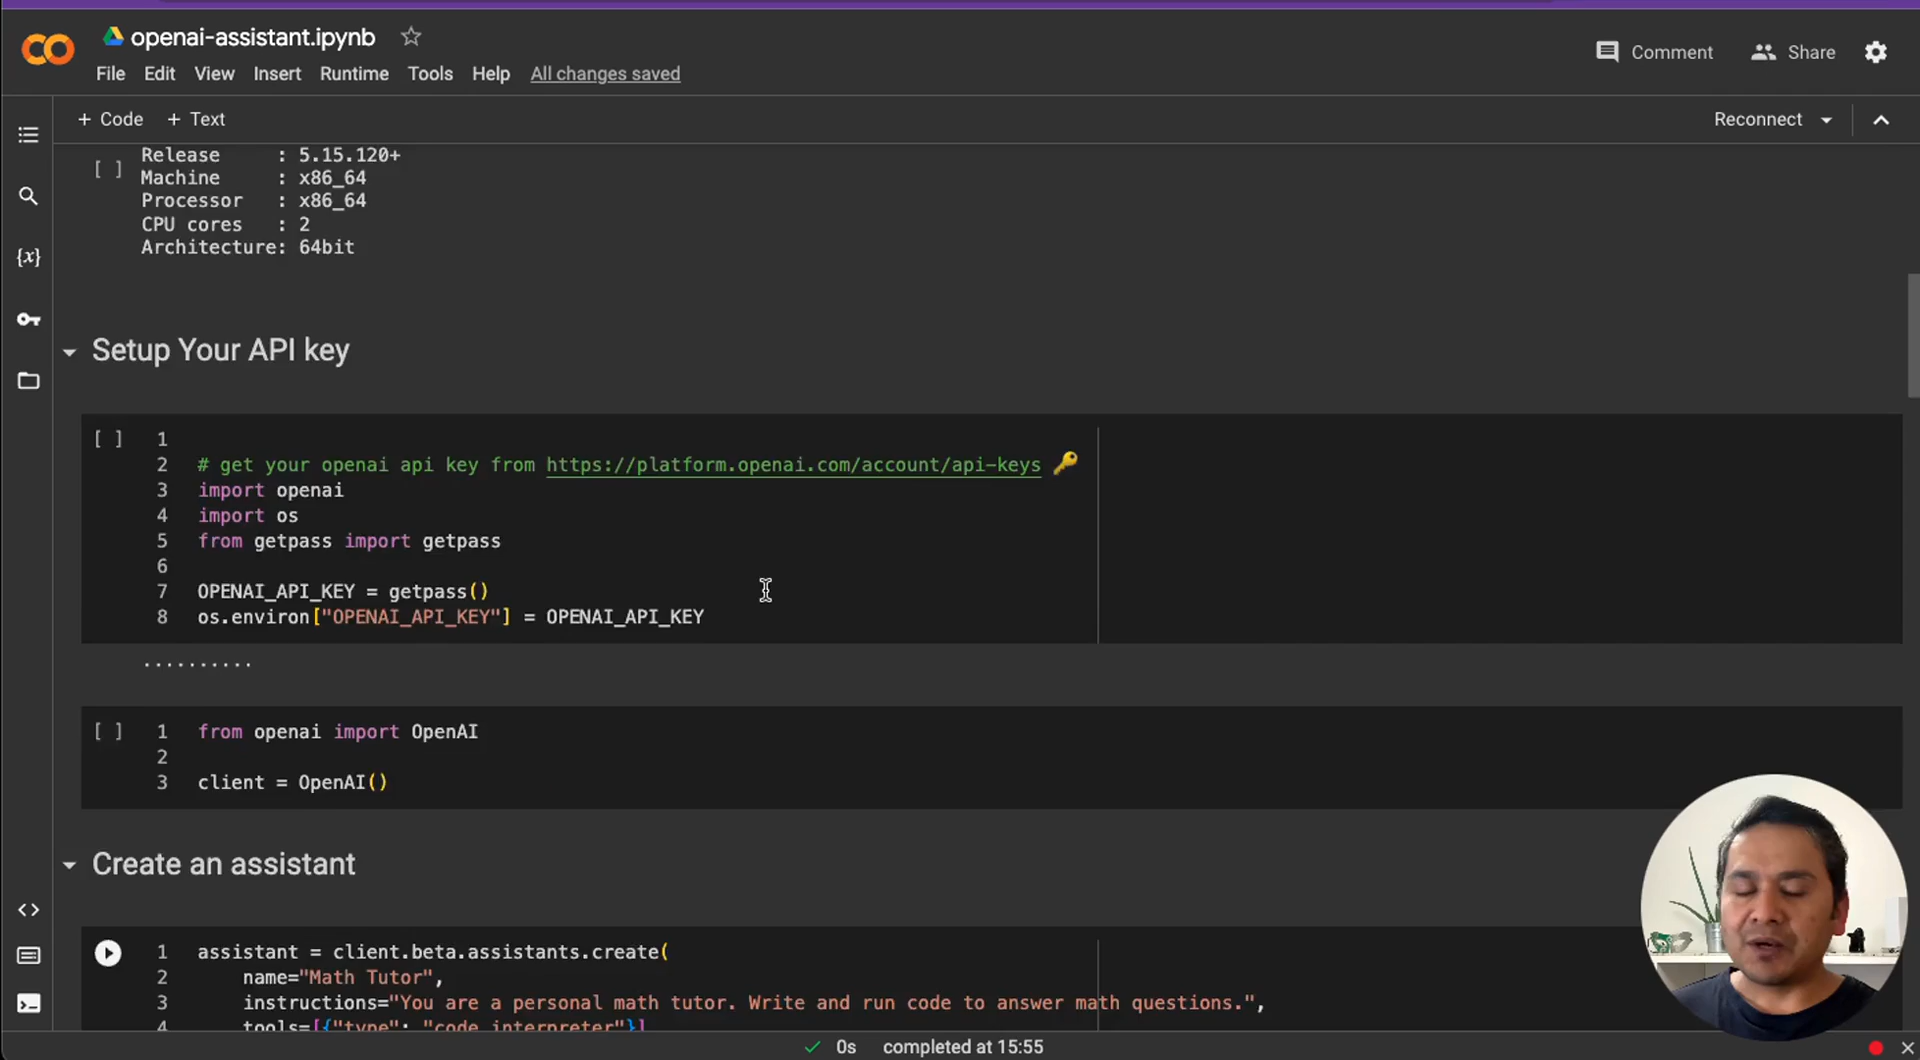 openai-assistant.ipynb
File Edit View Insert Runtime Tools Help All changes saved
Comment Share
+ Code + Text
Reconnect
[ ]
Release : 5.15.120+
Machine : x86_64
Processor : x86_64
CPU cores : 2
Architecture: 64bit
Setup Your API key
[ ] 1
2 # get your openai api key from https://platform.openai.com/account/api-keys 🔑
3 import openai
4 import os
5 from getpass import getpass
6
7 OPENAI_API_KEY = getpass()
8 os.environ["OPENAI_API_KEY"] = OPENAI_API_KEY
··········
[ ] 1 from openai import OpenAI
2
3 client = OpenAI()
Create an assistant
1 assistant = client.beta.assistants.create(
2 name="Math Tutor",
3 instructions="You are a personal math tutor. Write and run code to answer math questions.",
4 tools=[{"type": "code_interpreter"}]
0s completed at 15:55